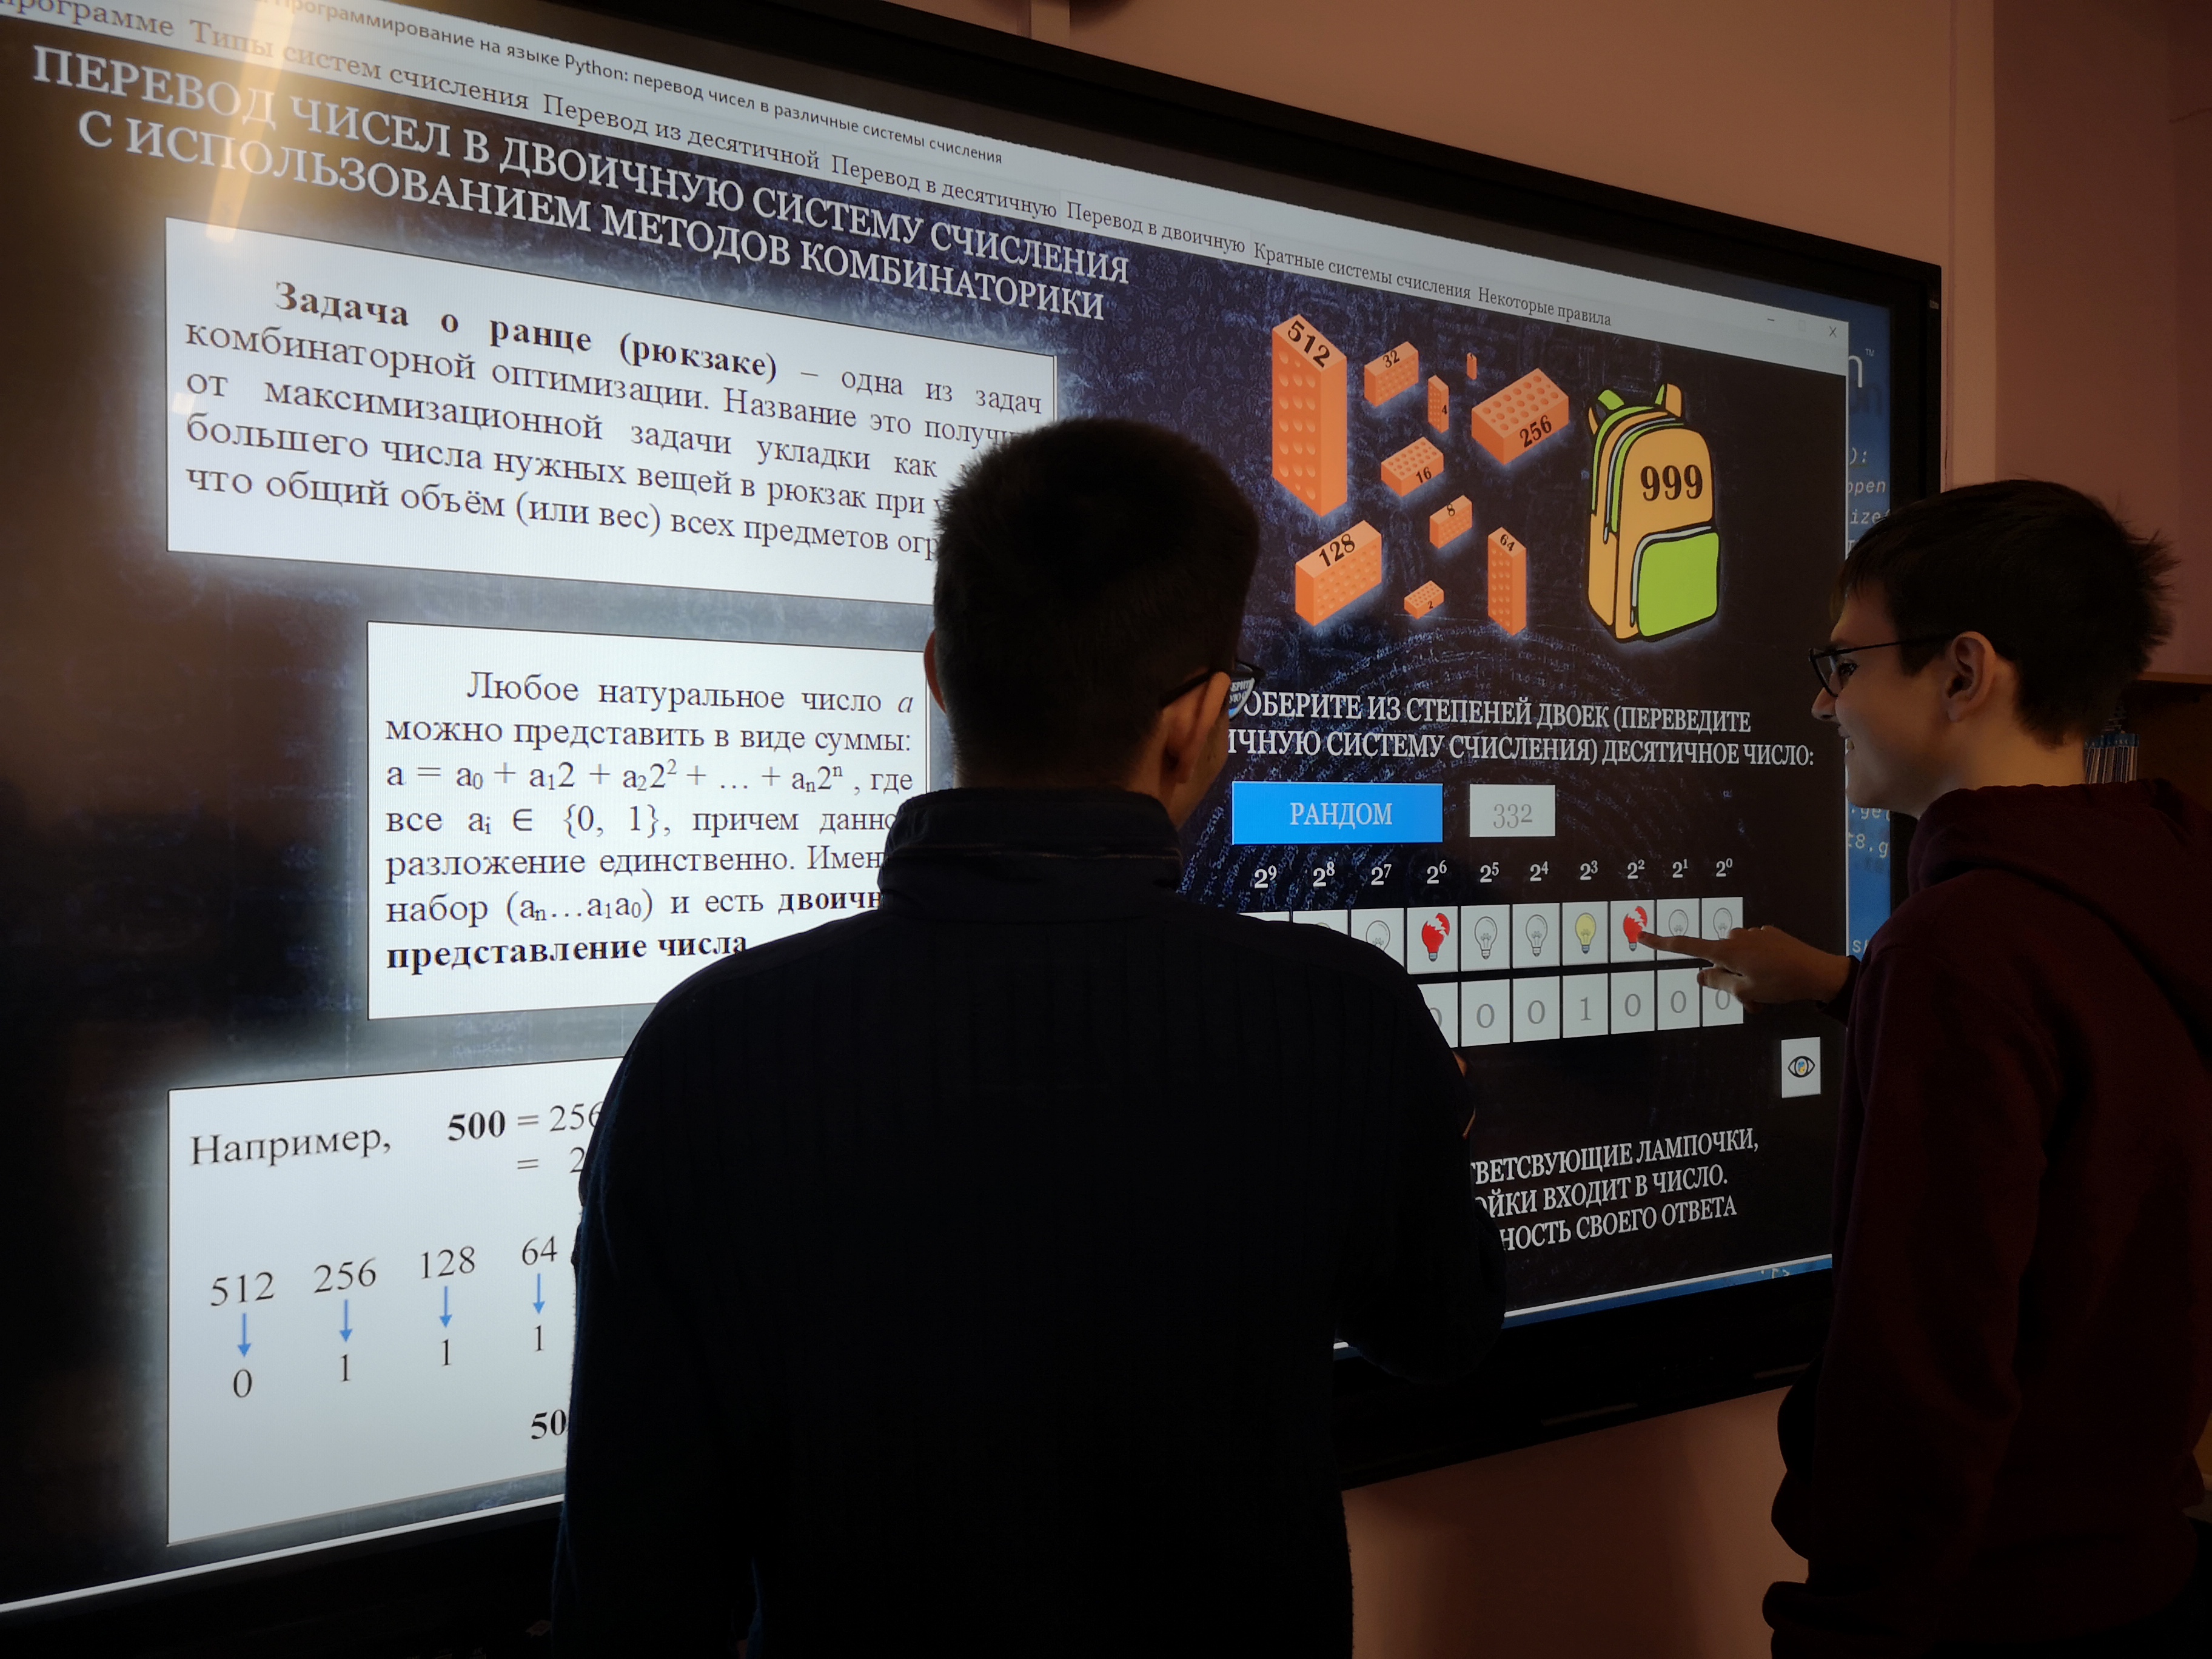 Программирование на языке Python: перевод чисел в различные системы счисления
программе Типы систем счисления Перевод из десятичной Перевод в десятичную Перевод в двоичную Кратные системы счисления Некоторые правила
ПЕРЕВОД ЧИСЕЛ В ДВОИЧНУЮ СИСТЕМУ СЧИСЛЕНИЯ
С ИСПОЛЬЗОВАНИЕМ МЕТОДОВ КОМБИНАТОРИКИ
Задача о ранце (рюкзаке) – одна из задач
комбинаторной оптимизации. Название это
от максимизационной задачи укладки как
большего числа нужных вещей в рюкзак при
что общий объём (или вес) всех предметов
Любое натуральное число a
можно представить в виде суммы:
a = a₀ + a₁2 + a₂2² + … + aₙ2ⁿ , где
все aᵢ ∈ {0, 1}, причем
разложение единственно.
набор (aₙ…a₁a₀) и есть
представление числа
Например, 500 = 256
= 2
512 256 128 64
0 1 1 1
50
512
32
1
4
256
16
8
128
64
2
999
ОБЕРИТЕ ИЗ СТЕПЕНЕЙ ДВОЕК (ПЕРЕВЕДИТЕ
ИЧНУЮ СИСТЕМУ СЧИСЛЕНИЯ) ДЕСЯТИЧНОЕ ЧИСЛО:
РАНДОМ 332
2⁹ 2⁸ 2⁷ 2⁶ 2⁵ 2⁴ 2³ 2² 2¹ 2⁰
0 0 0 1 0 0 0
ТВЕТСВУЮЩИЕ ЛАМПОЧКИ,
ОЙКИ ВХОДИТ В ЧИСЛО.
НОСТЬ СВОЕГО ОТВЕТА